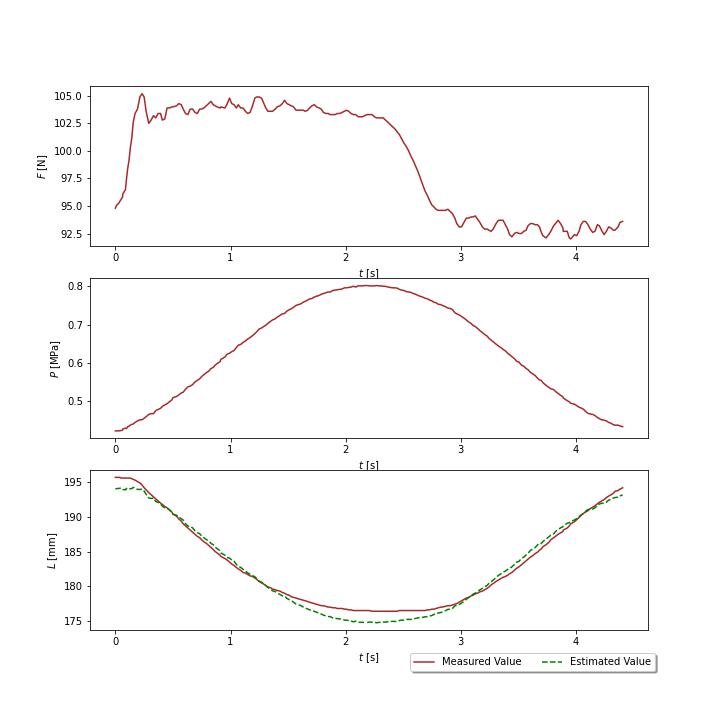 105.0
102.5
100.0
97.5
95.0
92.5
F [N]
0 1 2 3 4
t [s]
0.8
0.7
0.6
0.5
P [MPa]
0 1 2 3 4
t [s]
195
190
185
180
175
L [mm]
0 1 2 3 4
t [s]
Measured Value Estimated Value